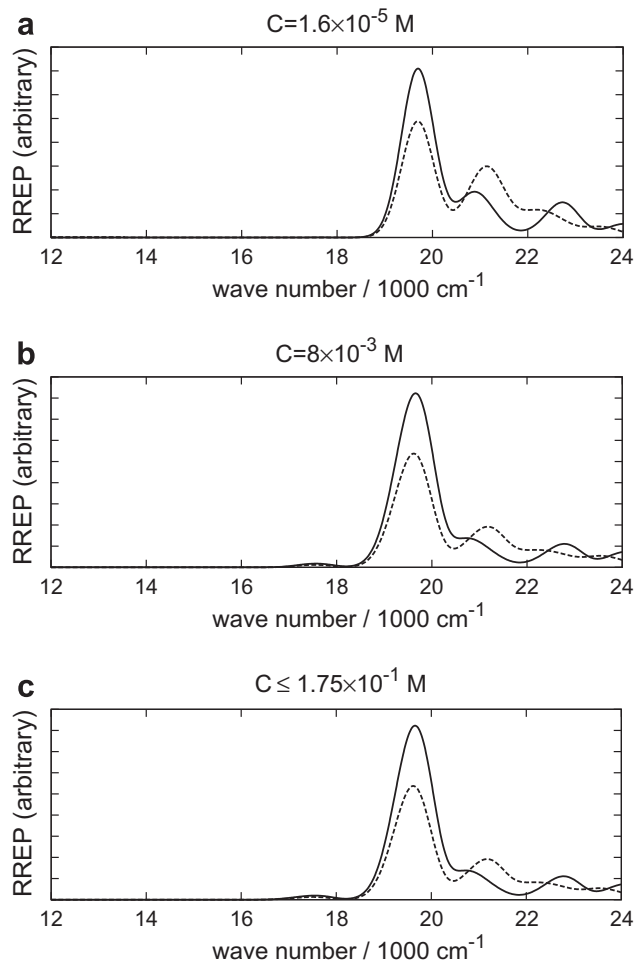 a
C=1.6×10⁻⁵ M
RREP (arbitrary)
12 14 16 18 20 22 24
wave number / 1000 cm⁻¹
b
C=8×10⁻³ M
RREP (arbitrary)
12 14 16 18 20 22 24
wave number / 1000 cm⁻¹
c
C ≤ 1.75×10⁻¹ M
RREP (arbitrary)
12 14 16 18 20 22 24
wave number / 1000 cm⁻¹